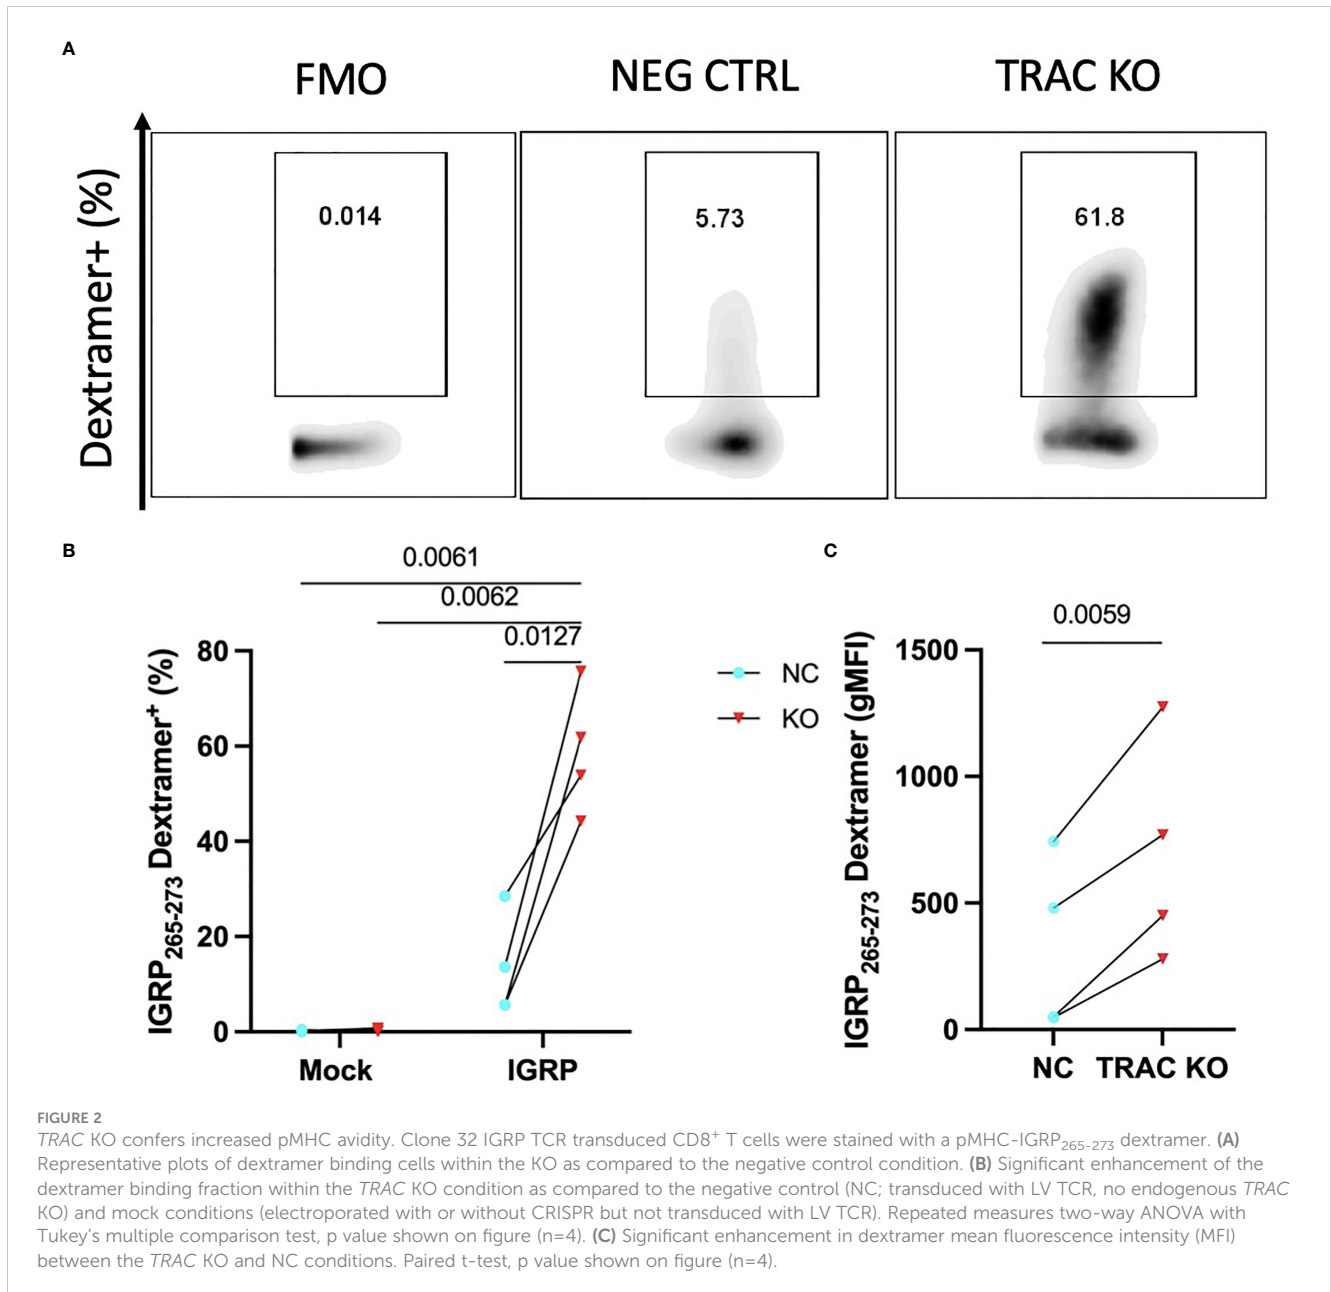 A
FMO
NEG CTRL
TRAC KO
Dextramer+ (%)
0.014
5.73
61.8
B
0.0061
0.0062
0.0127
IGRP265-273 Dextramer+ (%)
80
60
40
20
0
Mock
IGRP
NC
KO
C
0.0059
IGRP265-273 Dextramer (gMFI)
1500
1000
500
0
NC
TRAC KO
FIGURE 2
TRAC KO confers increased pMHC avidity. Clone 32 IGRP TCR transduced CD8+ T cells were stained with a pMHC-IGRP265-273 dextramer. (A)
Representative plots of dextramer binding cells within the KO as compared to the negative control condition. (B) Significant enhancement of the
dextramer binding fraction within the TRAC KO condition as compared to the negative control (NC; transduced with LV TCR, no endogenous TRAC
KO) and mock conditions (electroporated with or without CRISPR but not transduced with LV TCR). Repeated measures two-way ANOVA with
Tukey's multiple comparison test, p value shown on figure (n=4). (C) Significant enhancement in dextramer mean fluorescence intensity (MFI)
between the TRAC KO and NC conditions. Paired t-test, p value shown on figure (n=4).